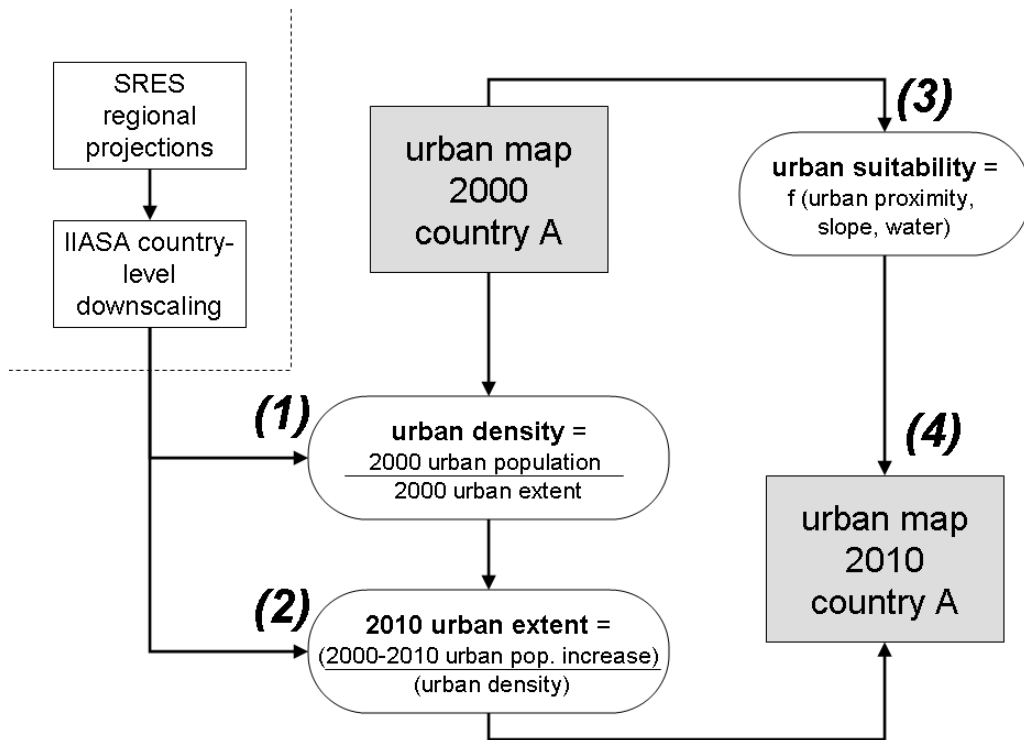 SRES
regional
projections
IIASA country-
level
downscaling
urban map
2000
country A
(3)
urban suitability =
f (urban proximity,
slope, water)
(1)
urban density =
2000 urban population
2000 urban extent
(4)
urban map
2010
country A
(2)
2010 urban extent =
(2000-2010 urban pop. increase)
(urban density)